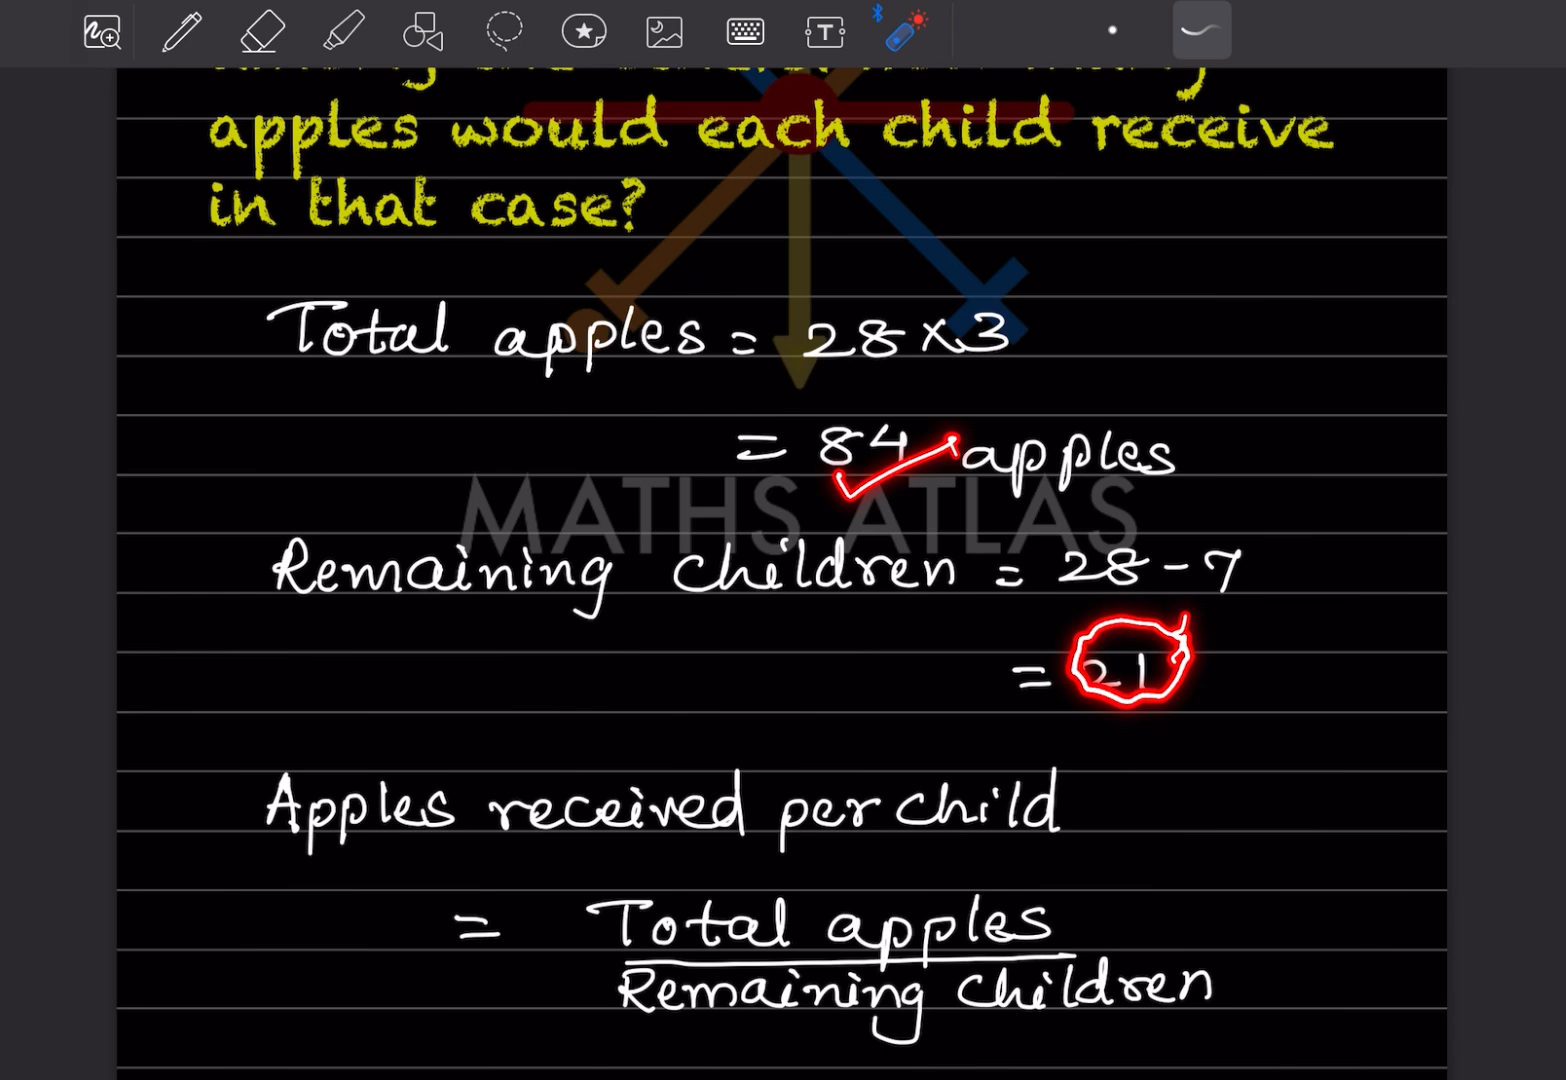 apples would each child receive
in that case?
Total apples = 28 × 3
= 84 apples
MATHS ATLAS
Remaining children = 28 - 7
= 21
Apples received per child
= Total apples
Remaining children